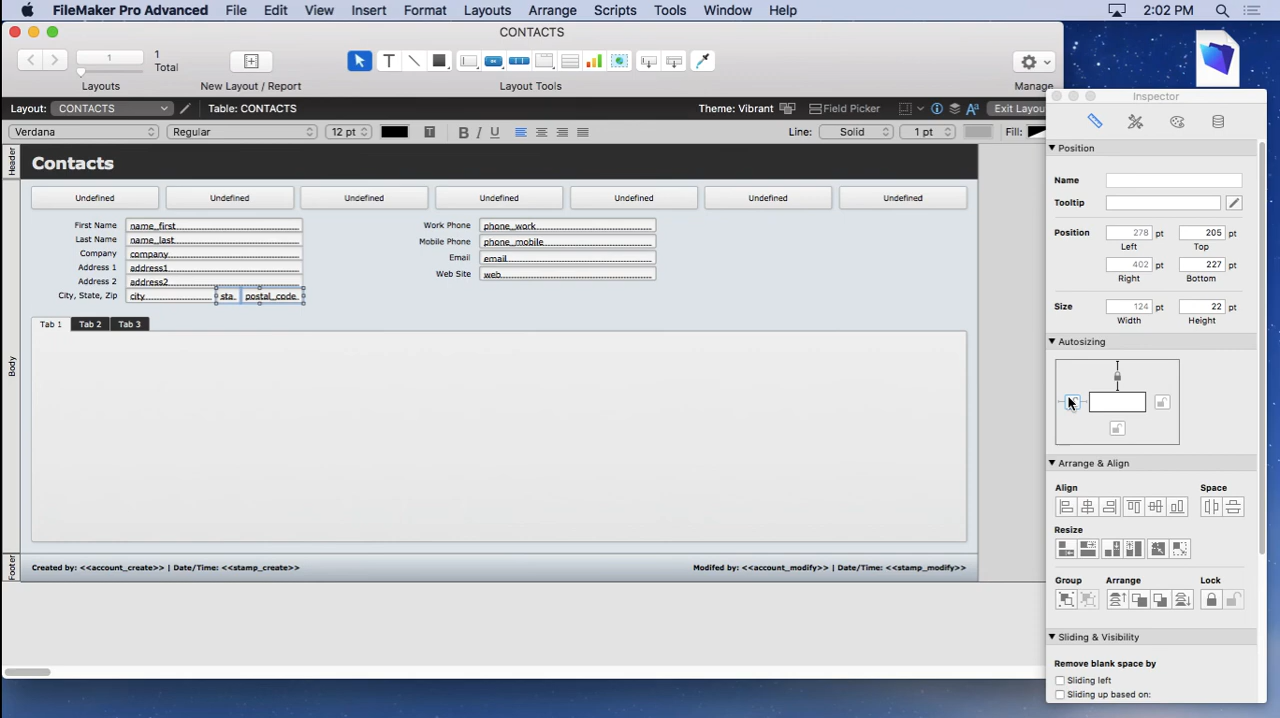 FileMaker Pro Advanced File Edit View Insert Format Layouts Arrange Scripts Tools Window Help 2:02 PM
CONTACTS
1
1
Total
Layouts
New Layout / Report
Layout Tools
Manage
Layout: CONTACTS Table: CONTACTS Theme: Vibrant Field Picker Exit Layou
Verdana Regular 12 pt B I U Line: Solid 1 pt Fill:
Header
Contacts
Undefined Undefined Undefined Undefined Undefined Undefined Undefined
First Name name_first Work Phone phone_work
Last Name name_last Mobile Phone phone_mobile
Company company Email email
Address 1 address1 Web Site web
Address 2 address2
City, State, Zip city sta postal_code
Tab 1 Tab 2 Tab 3
Body
Footer
Created by: <<account_create>> | Date/Time: <<stamp_create>> Modifed by: <<account_modify>> | Date/Time: <<stamp_modify>>
Inspector
Position
Name
Tooltip
Position 278 pt 205 pt
Left Top
402 pt 227 pt
Right Bottom
Size 124 pt 22 pt
Width Height
Autosizing
Arrange & Align
Align Space
Resize
Group Arrange Lock
Sliding & Visibility
Remove blank space by
Sliding left
Sliding up based on: